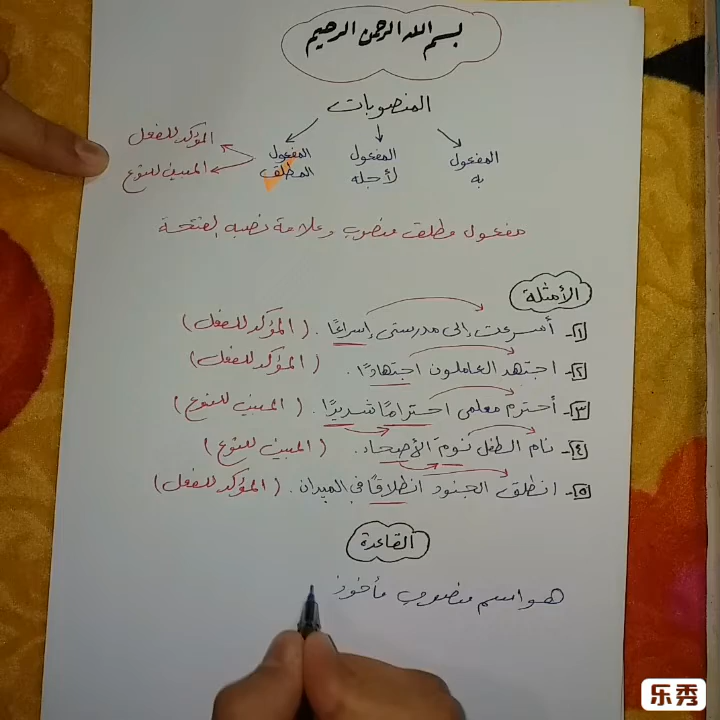 بسم الله الرحمن الرحيم
المنصوبات
المفعول به
المفعول لأجله
المفعول المطلق
المؤكد للفعل
المبين للنوع
مفعول مطلق منصوب وعلامة نصبه الفتحة
الأمثلة
١- أسرعت إلى مدرستي إسراعًا. (المؤكد للفعل)
٢- اجتهد العاملون اجتهادًا. (المؤكد للفعل)
٣- أحترم معلمي احترامًا شديدًا. (المبين للنوع)
٤- نام الطفل نوم الأصحاء. (المبين للنوع)
٥- انطلق الجنود انطلاقًا في الميدان. (المؤكد للفعل)
القاعدة
هو اسم منصوب مأخوذ
乐秀